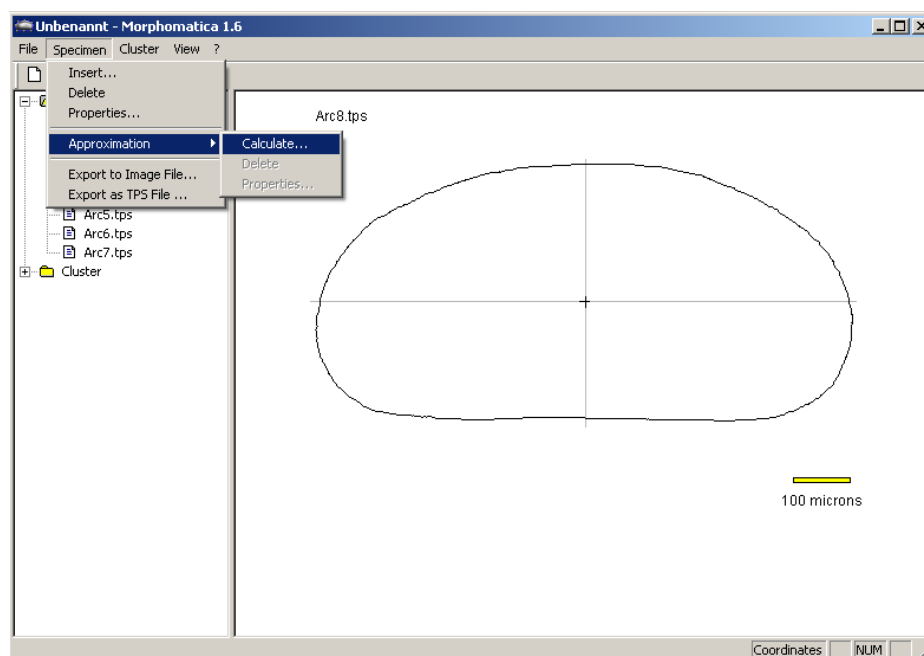 Unbenannt - Morphomatica 1.6
File Specimen Cluster View ?
Insert...
Delete
Properties...
Approximation
Calculate...
Delete
Properties...
Export to Image File...
Export as TPS File ...
Arc5.tps
Arc6.tps
Arc7.tps
Cluster
Arc8.tps
100 microns
Coordinates NUM